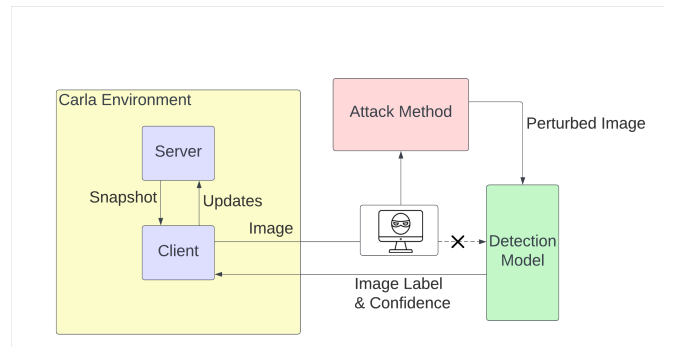 Carla Environment
Server
Snapshot
Updates
Client
Image
Attack Method
Perturbed Image
Detection
Model
Image Label
& Confidence